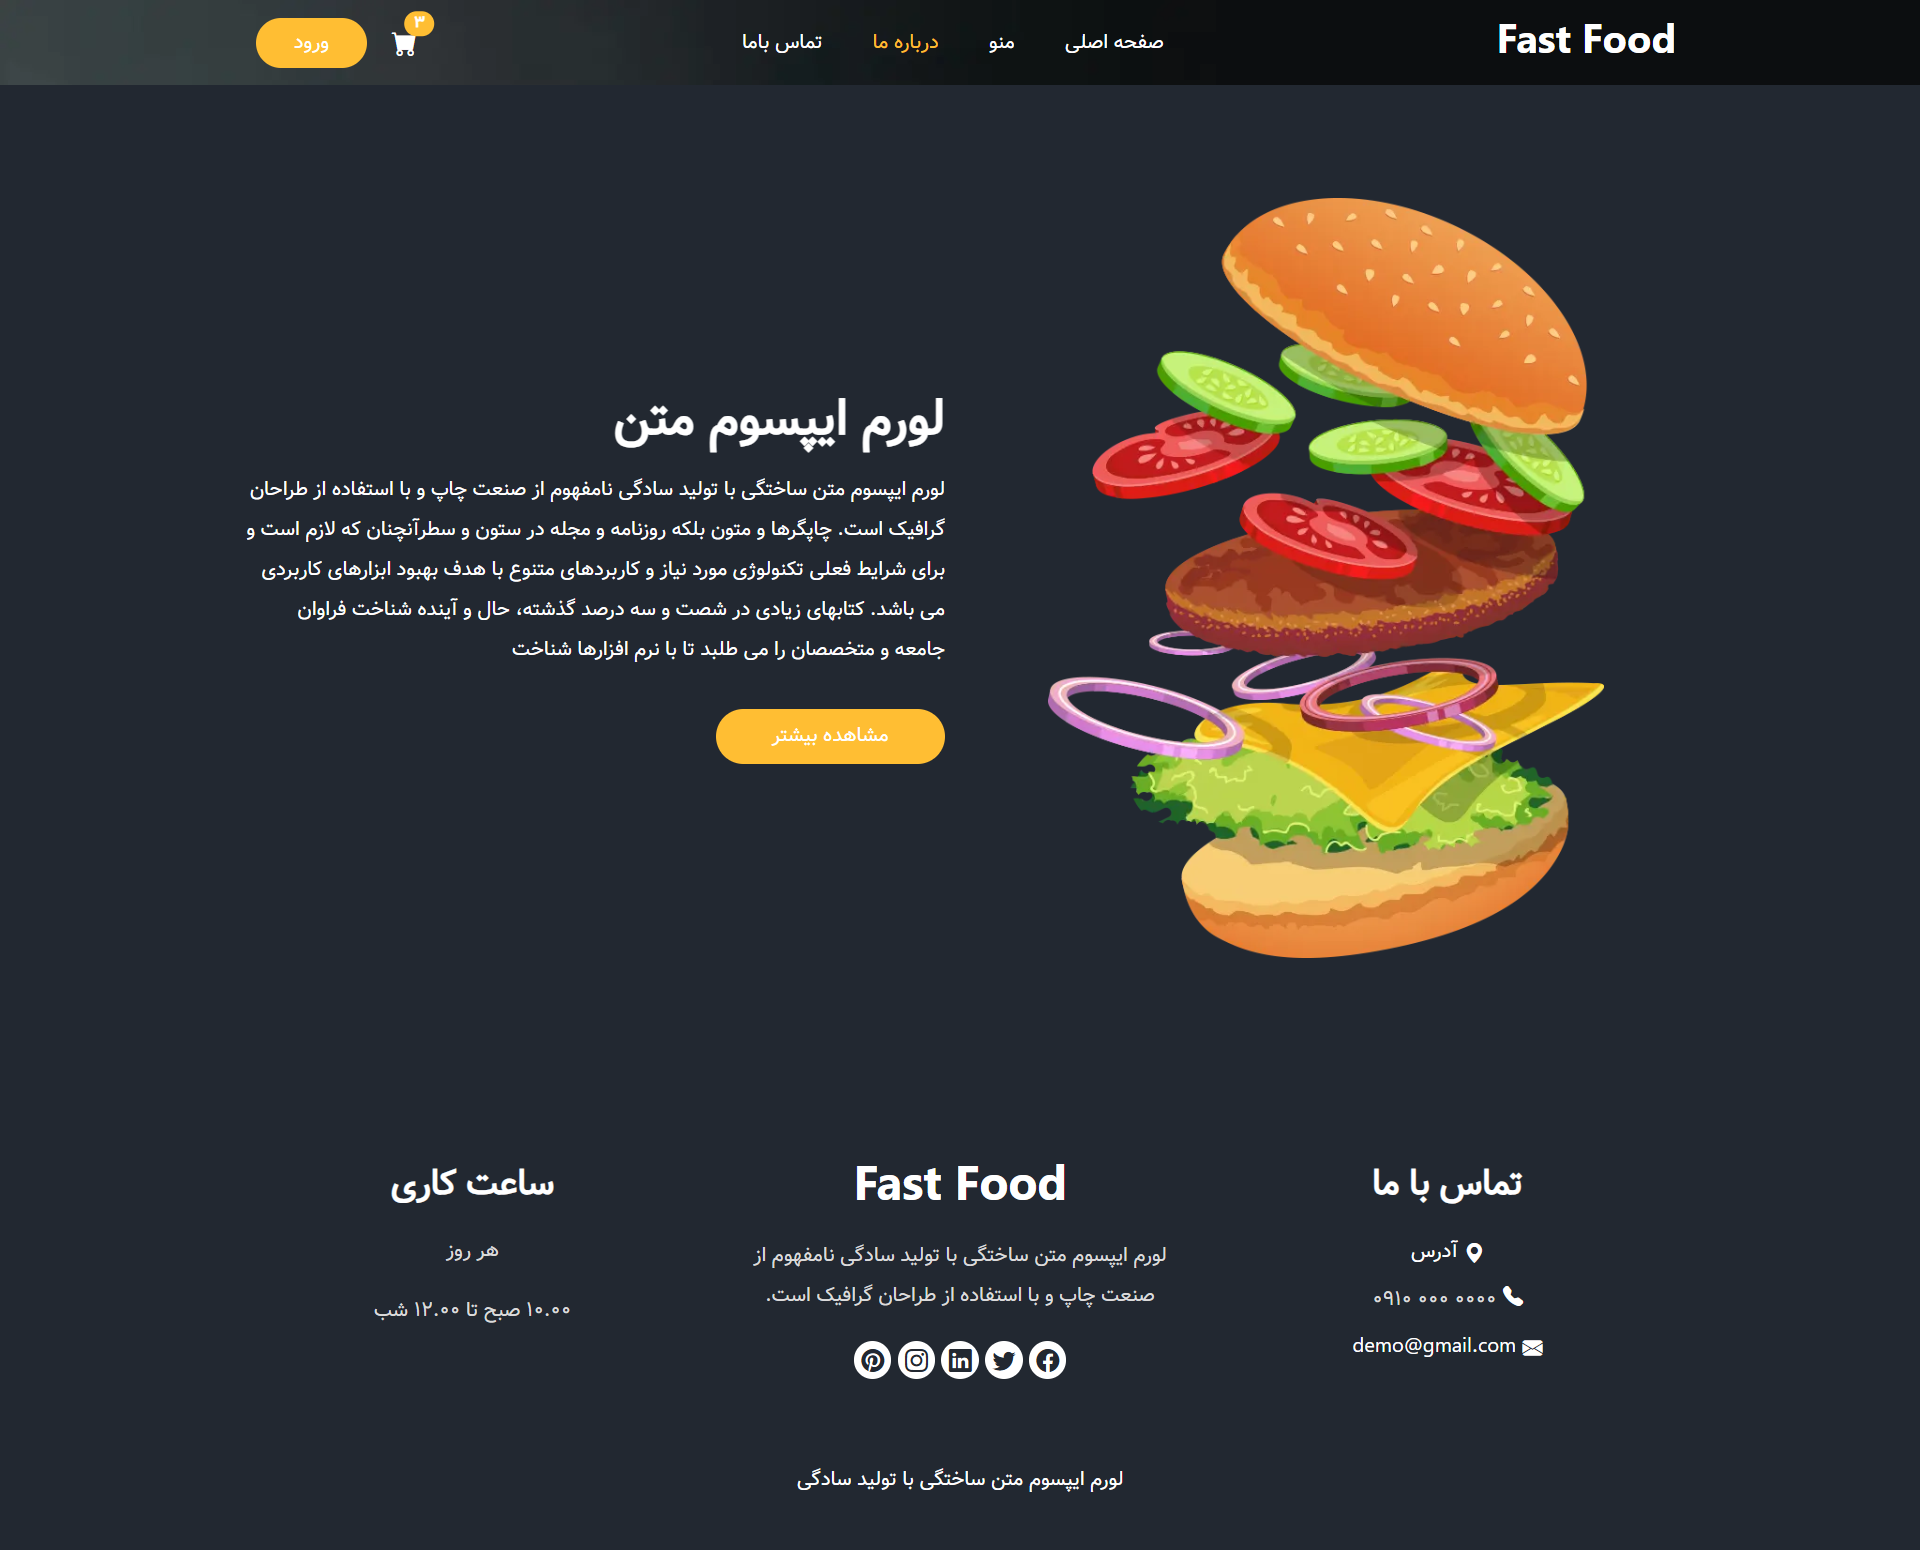 Fast Food
صفحه اصلی
منو
درباره ما
تماس باما
۳
ورود
لورم ایپسوم متن
لورم ایپسوم متن ساختگی با تولید سادگی نامفهوم از صنعت چاپ و با استفاده از طراحان
گرافیک است. چاپگرها و متون بلکه روزنامه و مجله در ستون و سطرآنچنان که لازم است و
برای شرایط فعلی تکنولوژی مورد نیاز و کاربردهای متنوع با هدف بهبود ابزارهای کاربردی
می باشد. کتابهای زیادی در شصت و سه درصد گذشته، حال و آینده شناخت فراوان
جامعه و متخصصان را می طلبد تا با نرم افزارها شناخت
مشاهده بیشتر
تماس با ما
آدرس
۰۹۱۰ ۰۰۰ ۰۰۰۰
demo@gmail.com
Fast Food
لورم ایپسوم متن ساختگی با تولید سادگی نامفهوم از
صنعت چاپ و با استفاده از طراحان گرافیک است.
ساعت کاری
هر روز
۱۰.۰۰ صبح تا ۱۲.۰۰ شب
لورم ایپسوم متن ساختگی با تولید سادگی